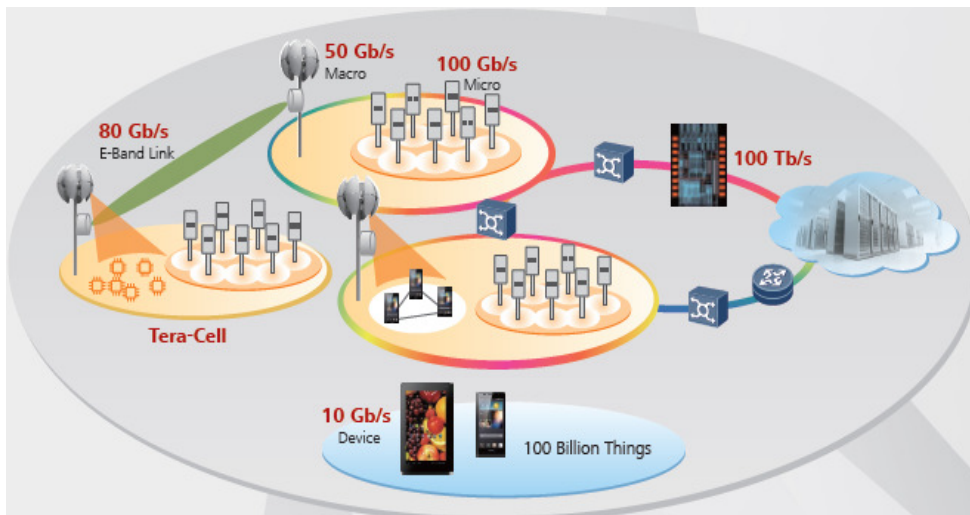 50 Gb/s
Macro
100 Gb/s
Micro
80 Gb/s
E-Band Link
100 Tb/s
Tera-Cell
10 Gb/s
Device
100 Billion Things